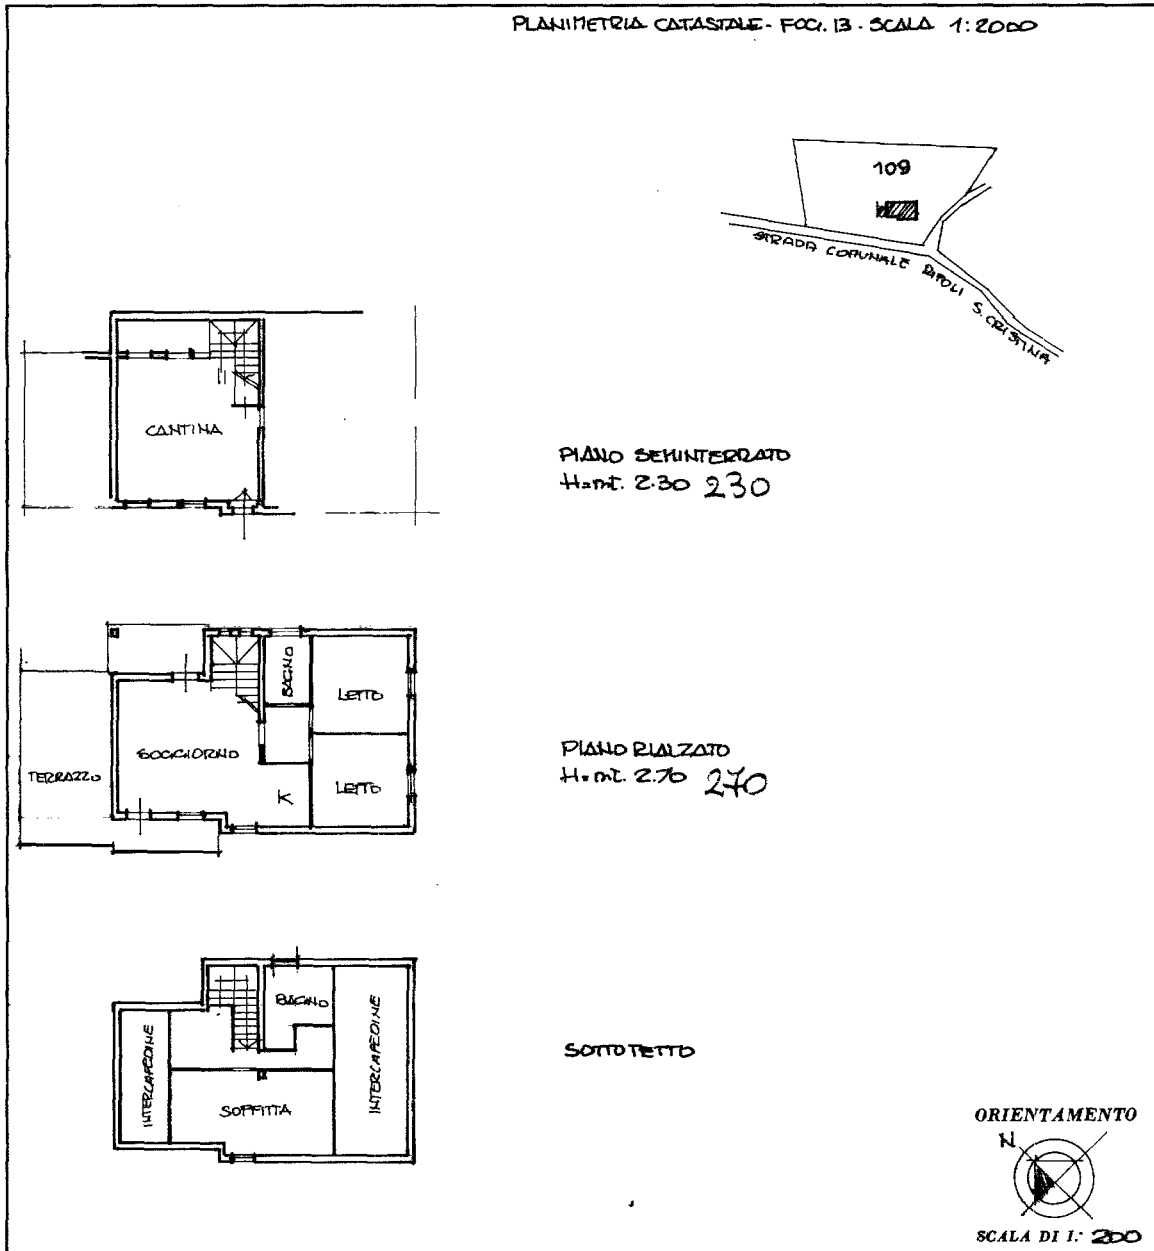 PLANIMETRIA CATASTALE - FOG. 13 - SCALA 1:2000
109
STRADA COMUNALE RIPOLI S. CRISTINA
CANTINA
PIANO SEMINTERRATO
H=mt. 2.30 230
BAGNO
LETTO
SOGGIORNO
TERRAZZO
K
LETTO
PIANO RIALZATO
H=mt. 2.70 270
BAGNO
INTERCAPEDINE
INTERCAPEDINE
SOFFITTA
SOTTOTETTO
ORIENTAMENTO
N
SCALA DI 1: 200